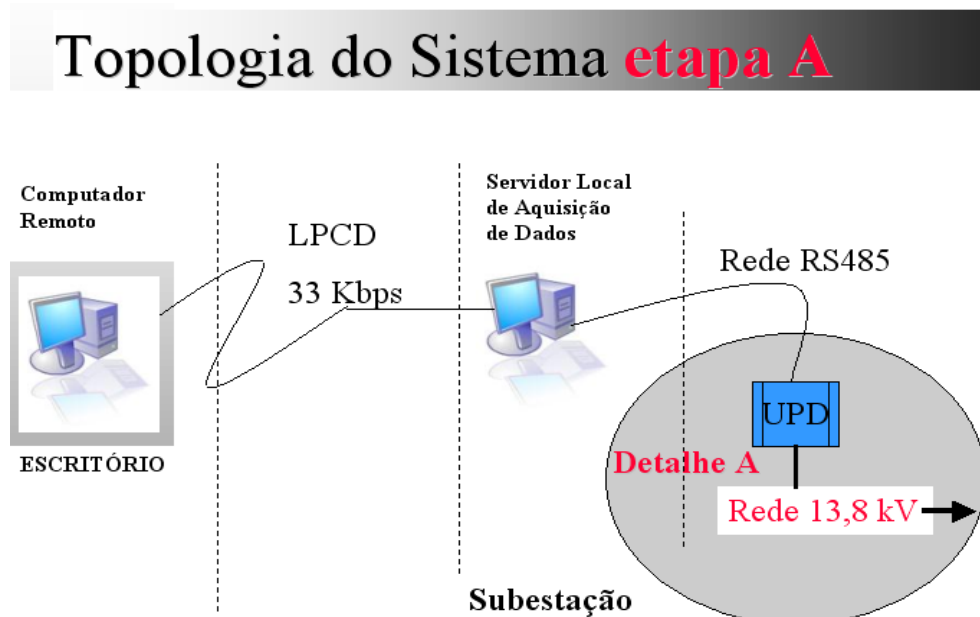 Topologia do Sistema etapa A
Computador
Remoto
LPCD
33 Kbps
Servidor Local
de Aquisição
de Dados
Rede RS485
UPD
Detalhe A
Rede 13,8 kV
ESCRITÓRIO
Subestação